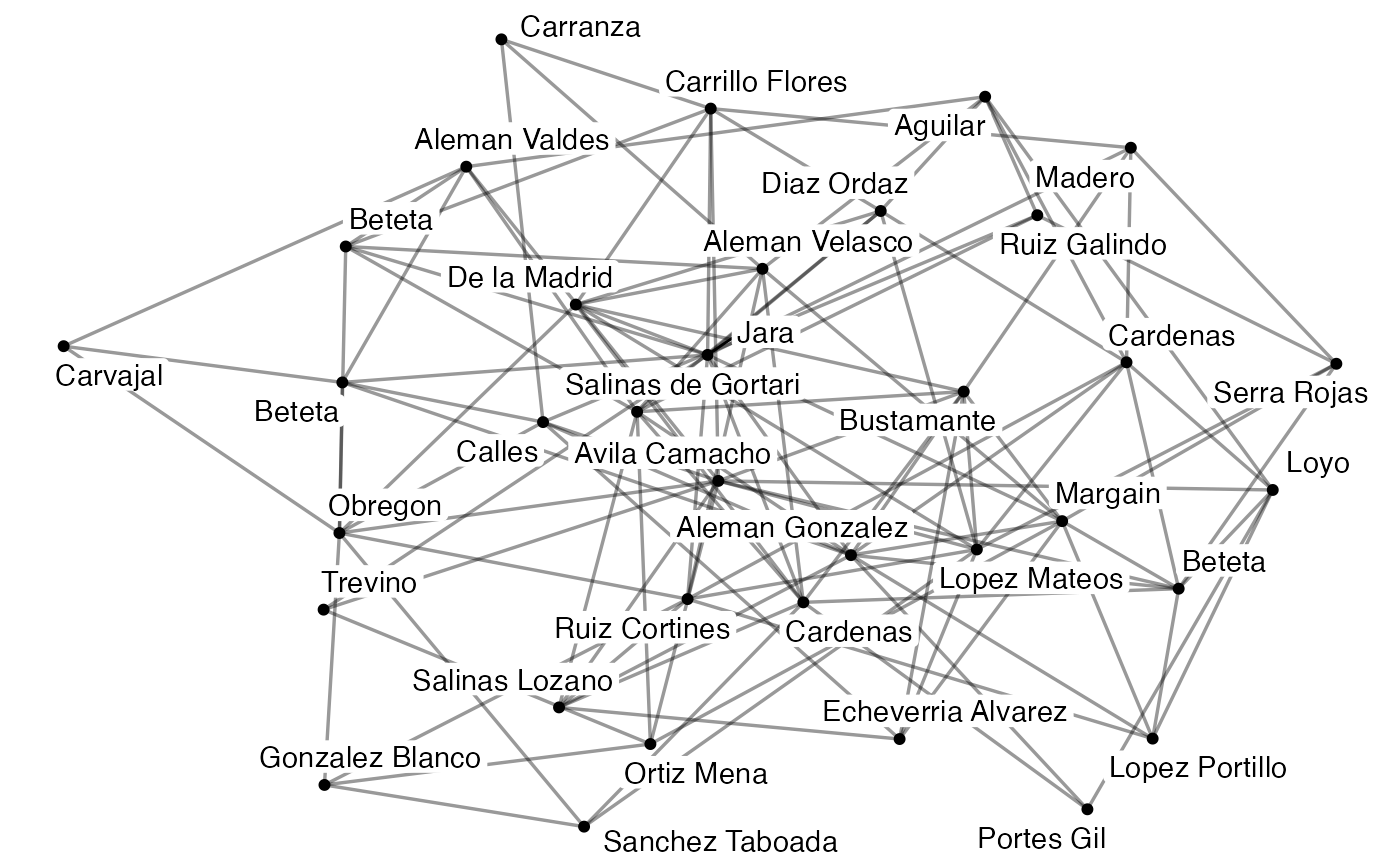 Carranza
Carrillo Flores
Aguilar
Aleman Valdes
Madero
Diaz Ordaz
Beteta
Aleman Velasco
Ruiz Galindo
De la Madrid
Jara
Cardenas
Carvajal
Salinas de Gortari
Serra Rojas
Beteta
Bustamante
Calles
Avila Camacho
Loyo
Margain
Obregon
Aleman Gonzalez
Beteta
Trevino
Lopez Mateos
Ruiz Cortines
Cardenas
Salinas Lozano
Echeverria Alvarez
Gonzalez Blanco
Ortiz Mena
Lopez Portillo
Sanchez Taboada
Portes Gil